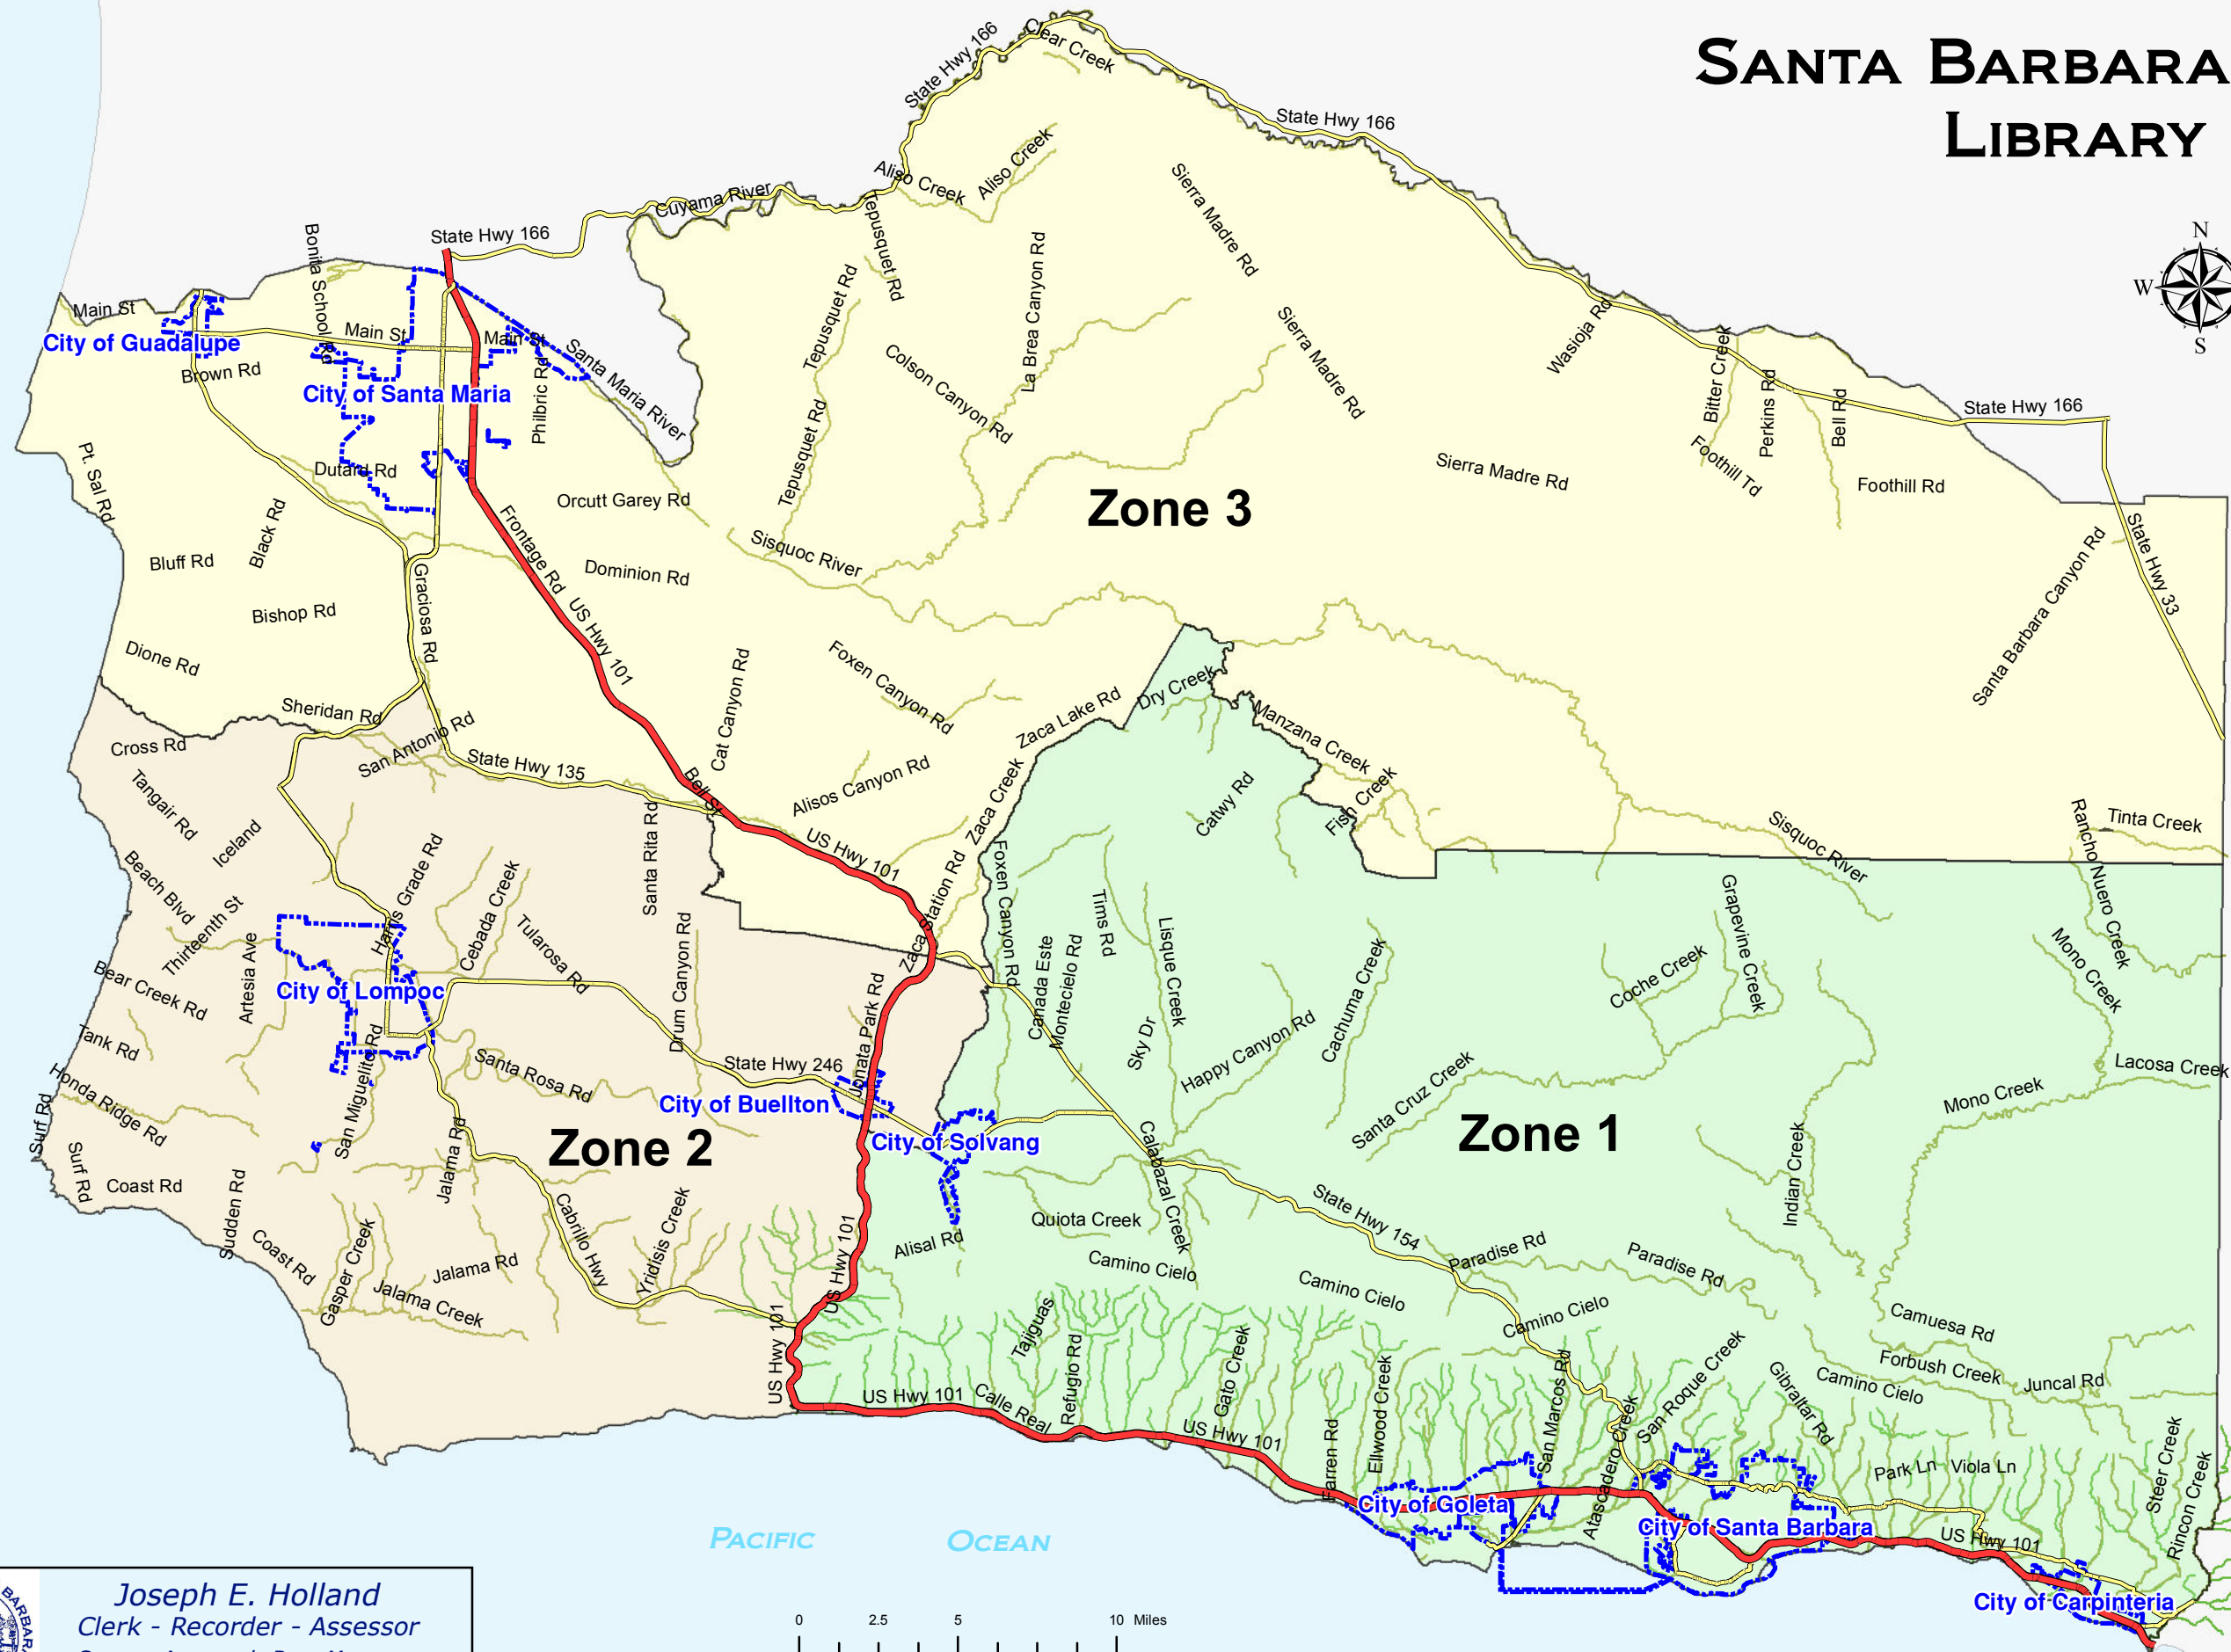 SANTA BARBARA
LIBRARY
N
W
S
Clear Creek
State Hwy 166
State Hwy 166
Aliso Creek
Aliso Creek
Sierra Madre Rd
Cuyama River
Tepusquet Rd
State Hwy 166
Bonita School Rd
La Brea Canyon Rd
Tepusquet Rd
Main St
Main St
Main St
City of Guadalupe
Santa Maria River
Sierra Madre Rd
Wasioja Rd
Bitter Creek
Brown Rd
City of Santa Maria
Philbric Rd
Colson Canyon Rd
Perkins Rd
Bell Rd
State Hwy 166
Pt. Sal Rd
Dutard Rd
Tepusquet Rd
Sierra Madre Rd
Foothill Td
Foothill Rd
Orcutt Garey Rd
Zone 3
Black Rd
Frontage Rd
Sisquoc River
State Hwy 33
Bluff Rd
Dominion Rd
Santa Barbara Canyon Rd
Graciosa Rd
Bishop Rd
US Hwy 101
Dione Rd
Foxen Canyon Rd
Cat Canyon Rd
Dry Creek
Zaca Lake Rd
Sheridan Rd
San Antonio Rd
Manzana Creek
Cross Rd
State Hwy 135
Bell St
Alisos Canyon Rd
Zaca Creek
Catwy Rd
Fish Creek
Tangair Rd
Iceland
Santa Rita Rd
US Hwy 101
Sisquoc River
Rancho Nuero Creek
Tinta Creek
Beach Blvd
Harris Grade Rd
Cebada Creek
Zaca Station Rd
Foxen Canyon Rd
Thirteenth St
Artesia Ave
Tularosa Rd
Drum Canyon Rd
Tims Rd
Lisque Creek
Grapevine Creek
Canada Este
Montecielo Rd
Cachuma Creek
Coche Creek
Mono Creek
Bear Creek Rd
City of Lompoc
Jonata Park Rd
Tank Rd
Sky Dr
Happy Canyon Rd
Santa Rosa Rd
State Hwy 246
Lacosa Creek
Honda Ridge Rd
San Miguelito Rd
City of Buellton
Santa Cruz Creek
Mono Creek
Surf Rd
Zone 2
City of Solvang
Zone 1
Surf Rd
Coast Rd
Jalama Rd
Calabazal Creek
Indian Creek
Sudden Rd
Cabrillo Hwy
Yridisis Creek
Quiota Creek
State Hwy 154
Coast Rd
Gasper Creek
Jalama Rd
US Hwy 101
Alisal Rd
Camino Cielo
Paradise Rd
Paradise Rd
Jalama Creek
Camino Cielo
Camino Cielo
Camuesa Rd
US Hwy 101
Tajiguas
Refugio Rd
Gato Creek
Ellwood Creek
San Marcos Rd
San Roque Creek
Gibraltar Rd
Camino Cielo
Forbush Creek
Juncal Rd
US Hwy 101
Calle Real
US Hwy 101
Farren Rd
Atascadero Creek
Park Ln
Viola Ln
Steer Creek
Rincon Creek
City of Goleta
City of Santa Barbara
US Hwy 101
PACIFIC OCEAN
City of Carpinteria
Joseph E. Holland
Clerk - Recorder - Assessor
0 2.5 5 10 Miles